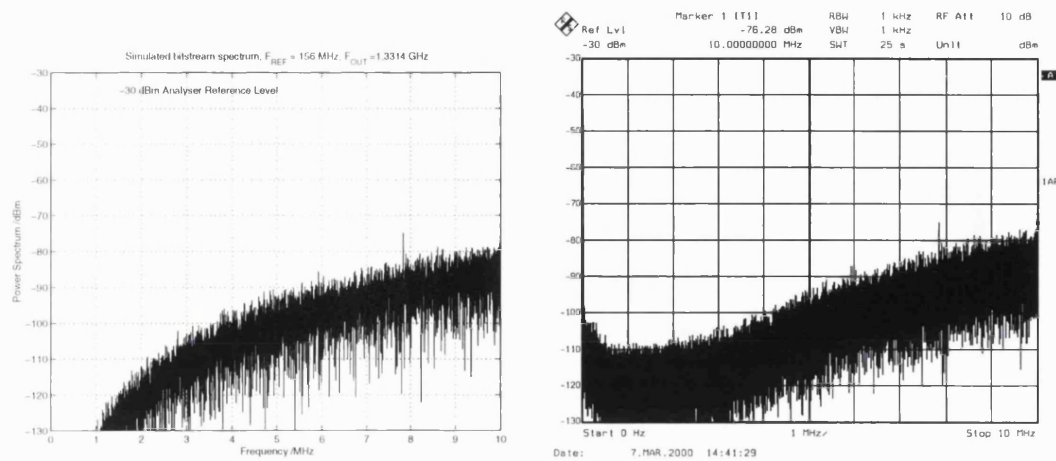 Simulated bitstream spectrum, F_REF = 156 MHz, F_OUT =1.3314 GHz
-30 dBm Analyser Reference Level
Power Spectrum /dBm
-30
-40
-50
-60
-70
-80
-90
-100
-110
-120
-130
0 1 2 3 4 5 6 7 8 9 10
Frequency /MHz
Marker 1 [T1] RBW 1 kHz RF Att 10 dB
Ref Lvl -76.28 dBm VBW 1 kHz
-30 dBm 10.00000000 MHz SWT 25 s Unit dBm
-30
-40
-50
-60
-70
-80
-90
-100
-110
-120
-130
A
Start 0 Hz 1 MHz/ Stop 10 MHz
Date: 7.MAR.2000 14:41:29